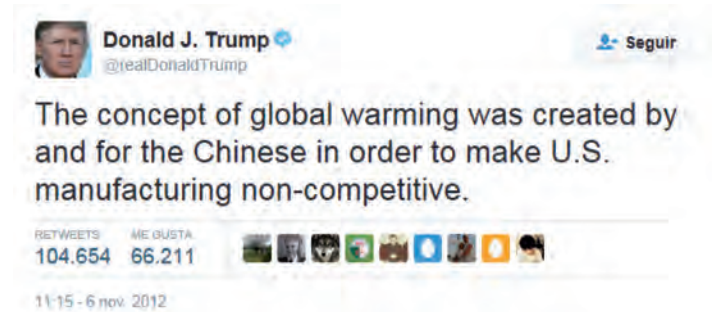 Donald J. Trump
Seguir
@realDonaldTrump
The concept of global warming was created by
and for the Chinese in order to make U.S.
manufacturing non-competitive.
RETWEETS ME GUSTA
104.654 66.211
11:15 - 6 nov. 2012